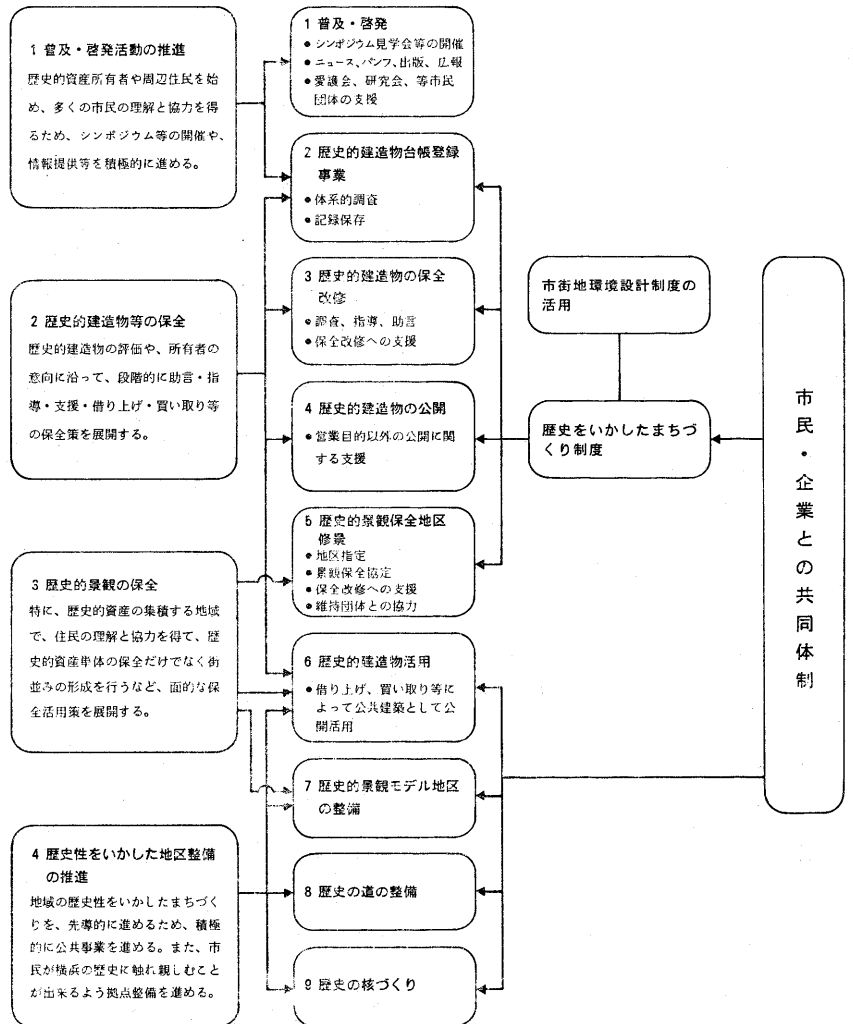 1 普及・啓発活動の推進
歴史的資産所有者や周辺住民を始
め、多くの市民の理解と協力を得
るため、シンポジウム等の開催や、
情報提供等を積極的に進める。
2 歴史的建造物等の保全
歴史的建造物の評価や、所有者の
意向に沿って、段階的に助言・指
導・支援・借り上げ・買い取り等
の保全策を展開する。
3 歴史的景観の保全
特に、歴史的資産の集積する地域
で、住民の理解と協力を得て、歴
史的資産単体の保全だけでなく街
並みの形成を行うなど、面的な保
全活用策を展開する。
4 歴史性をいかした地区整備
の推進
地域の歴史性をいかしたまちづく
りを、先導的に進めるため、積極
的に公共事業を進める。また、市
民が横浜の歴史に触れ親しむこと
が出来るよう拠点整備を進める。
1 普及・啓発
●シンポジウム見学会等の開催
●ニュース、パンフ、出版、広報
●愛護会、研究会、等市民
団体の支援
2 歴史的建造物台帳登録
事業
●体系的調査
●記録保存
3 歴史的建造物の保全
改修
●調査、指導、助言
●保全改修への支援
4 歴史的建造物の公開
●営業目的以外の公開に関
する支援
5 歴史的景観保全地区
修景
●地区指定
●景観保全協定
●保全改修への支援
●維持団体との協力
6 歴史的建造物活用
●借り上げ、買い取り等に
よって公共建築として公
開活用
7 歴史的景観モデル地区
の整備
8 歴史の道の整備
9 歴史の核づくり
市街地環境設計制度の
活用
歴史をいかしたまちづ
くり制度
市民・企業との共同体制